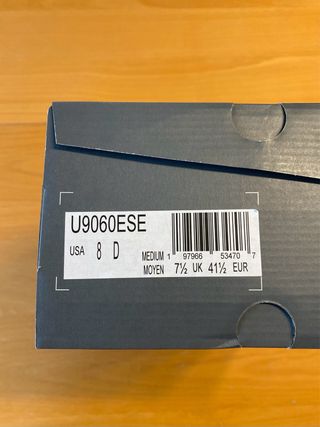 U9060ESE
USA 8 D
MEDIUM 1 97966 53470 7
MOYEN 7½ UK 41½ EUR